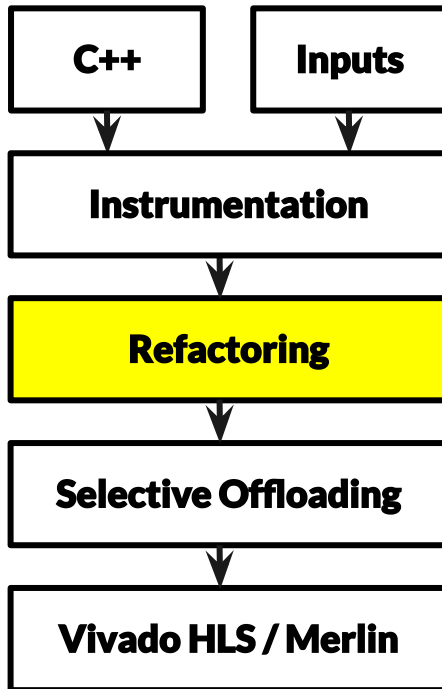 C++
Inputs
Instrumentation
Refactoring
Selective Offloading
Vivado HLS / Merlin